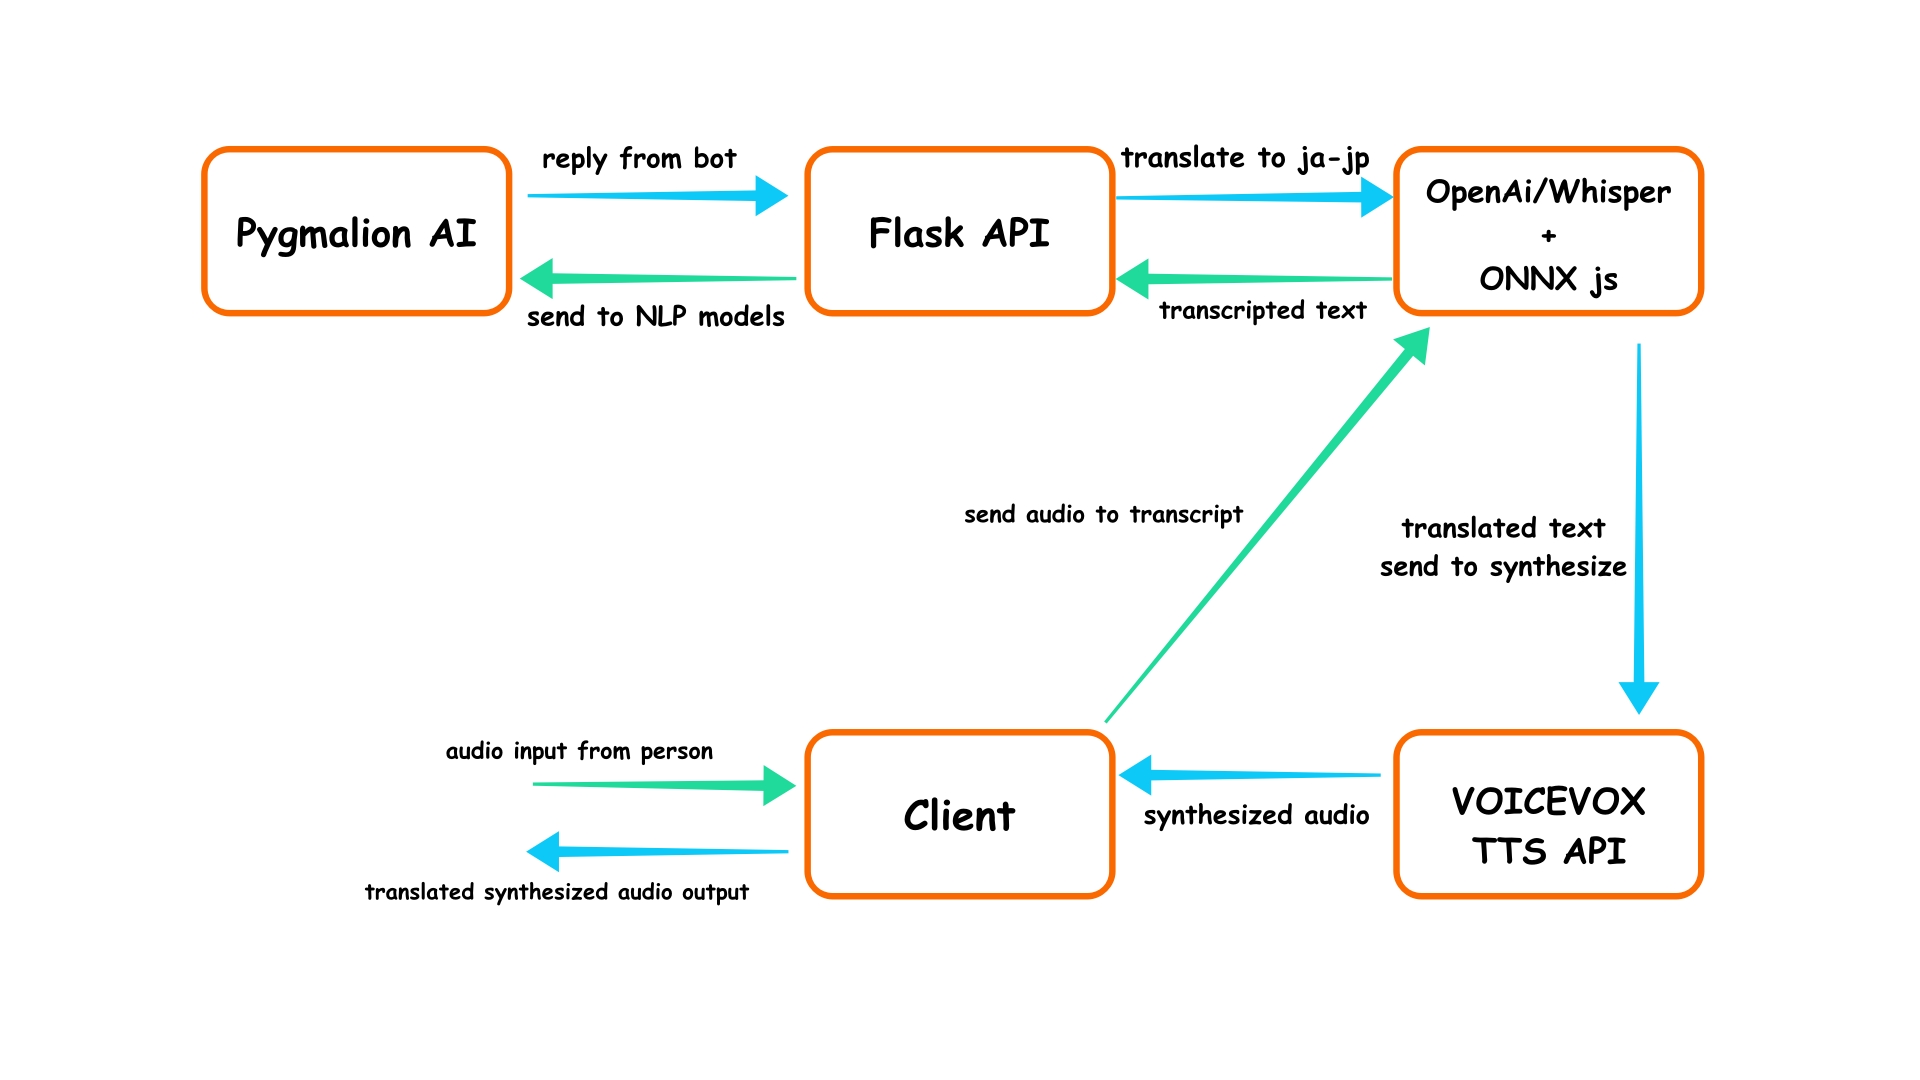 reply from bot
translate to ja-jp
Pygmalion AI
Flask API
OpenAi/Whisper
+
ONNX js
send to NLP models
transcripted text
send audio to transcript
translated text
send to synthesize
audio input from person
Client
synthesized audio
VOICEVOX
TTS API
translated synthesized audio output